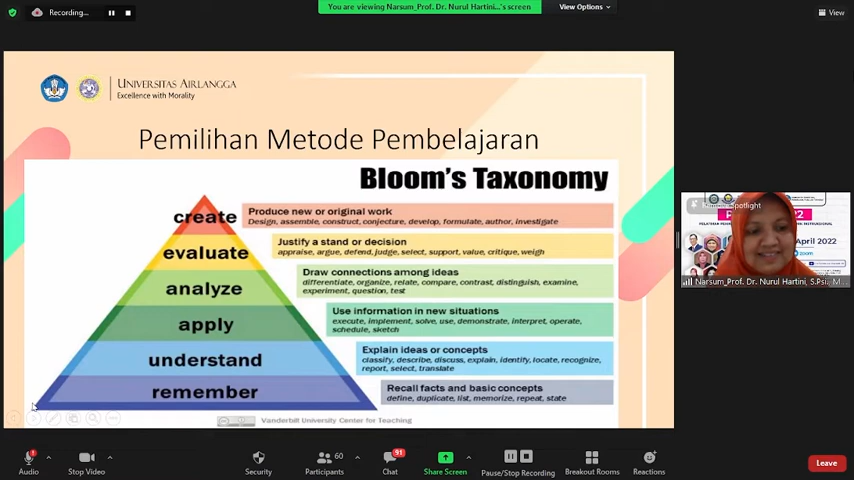 Recording...
You are viewing Narsum_Prof. Dr. Nurul Hartini...'s screen
View Options
View
UNIVERSITAS AIRLANGGA
Excellence with Morality
Pemilihan Metode Pembelajaran
Bloom's Taxonomy
create
Produce new or original work
Design, assemble, construct, conjecture, develop, formulate, author, investigate
evaluate
Justify a stand or decision
appraise, argue, defend, judge, select, support, value, critique, weigh
analyze
Draw connections among ideas
differentiate, organize, relate, compare, contrast, distinguish, examine,
experiment, question, test
apply
Use information in new situations
execute, implement, solve, use, demonstrate, interpret, operate,
schedule, sketch
understand
Explain ideas or concepts
classify, describe, discuss, explain, identify, locate, recognize,
report, select, translate
remember
Recall facts and basic concepts
define, duplicate, list, memorize, repeat, state
Vanderbilt University Center for Teaching
Spotlight
2022
April 2022
zoom
Narsum_Prof. Dr. Nurul Hartini, S.Psi., M...
Audio
Stop Video
Security
60
Participants
91
Chat
Share Screen
Pause/Stop Recording
Breakout Rooms
Reactions
Leave